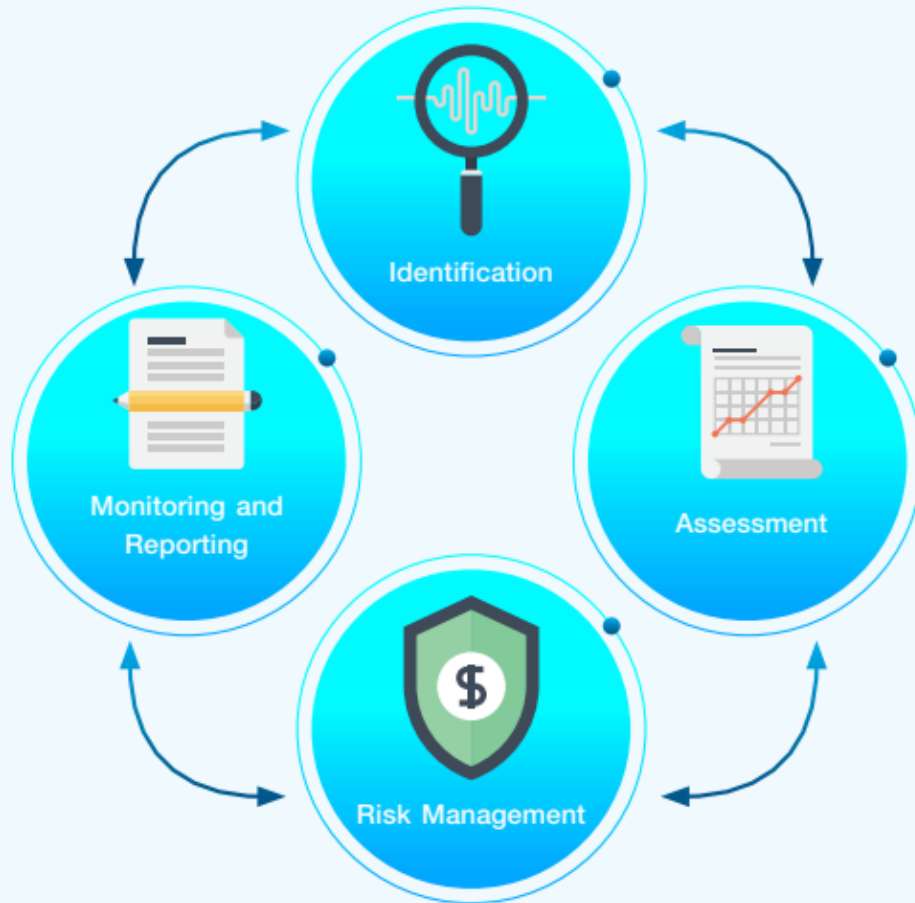 Identification
Monitoring and
Reporting
Assessment
$
Risk Management